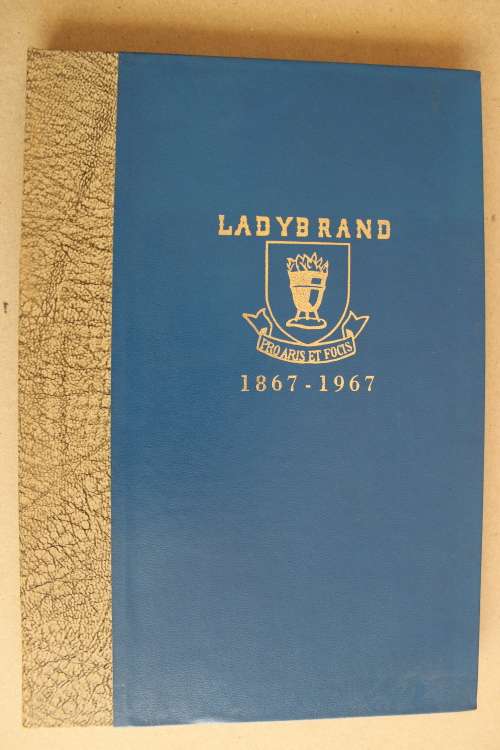 LADYBRAND
PRO ARIS ET FOCIS
1867-1967